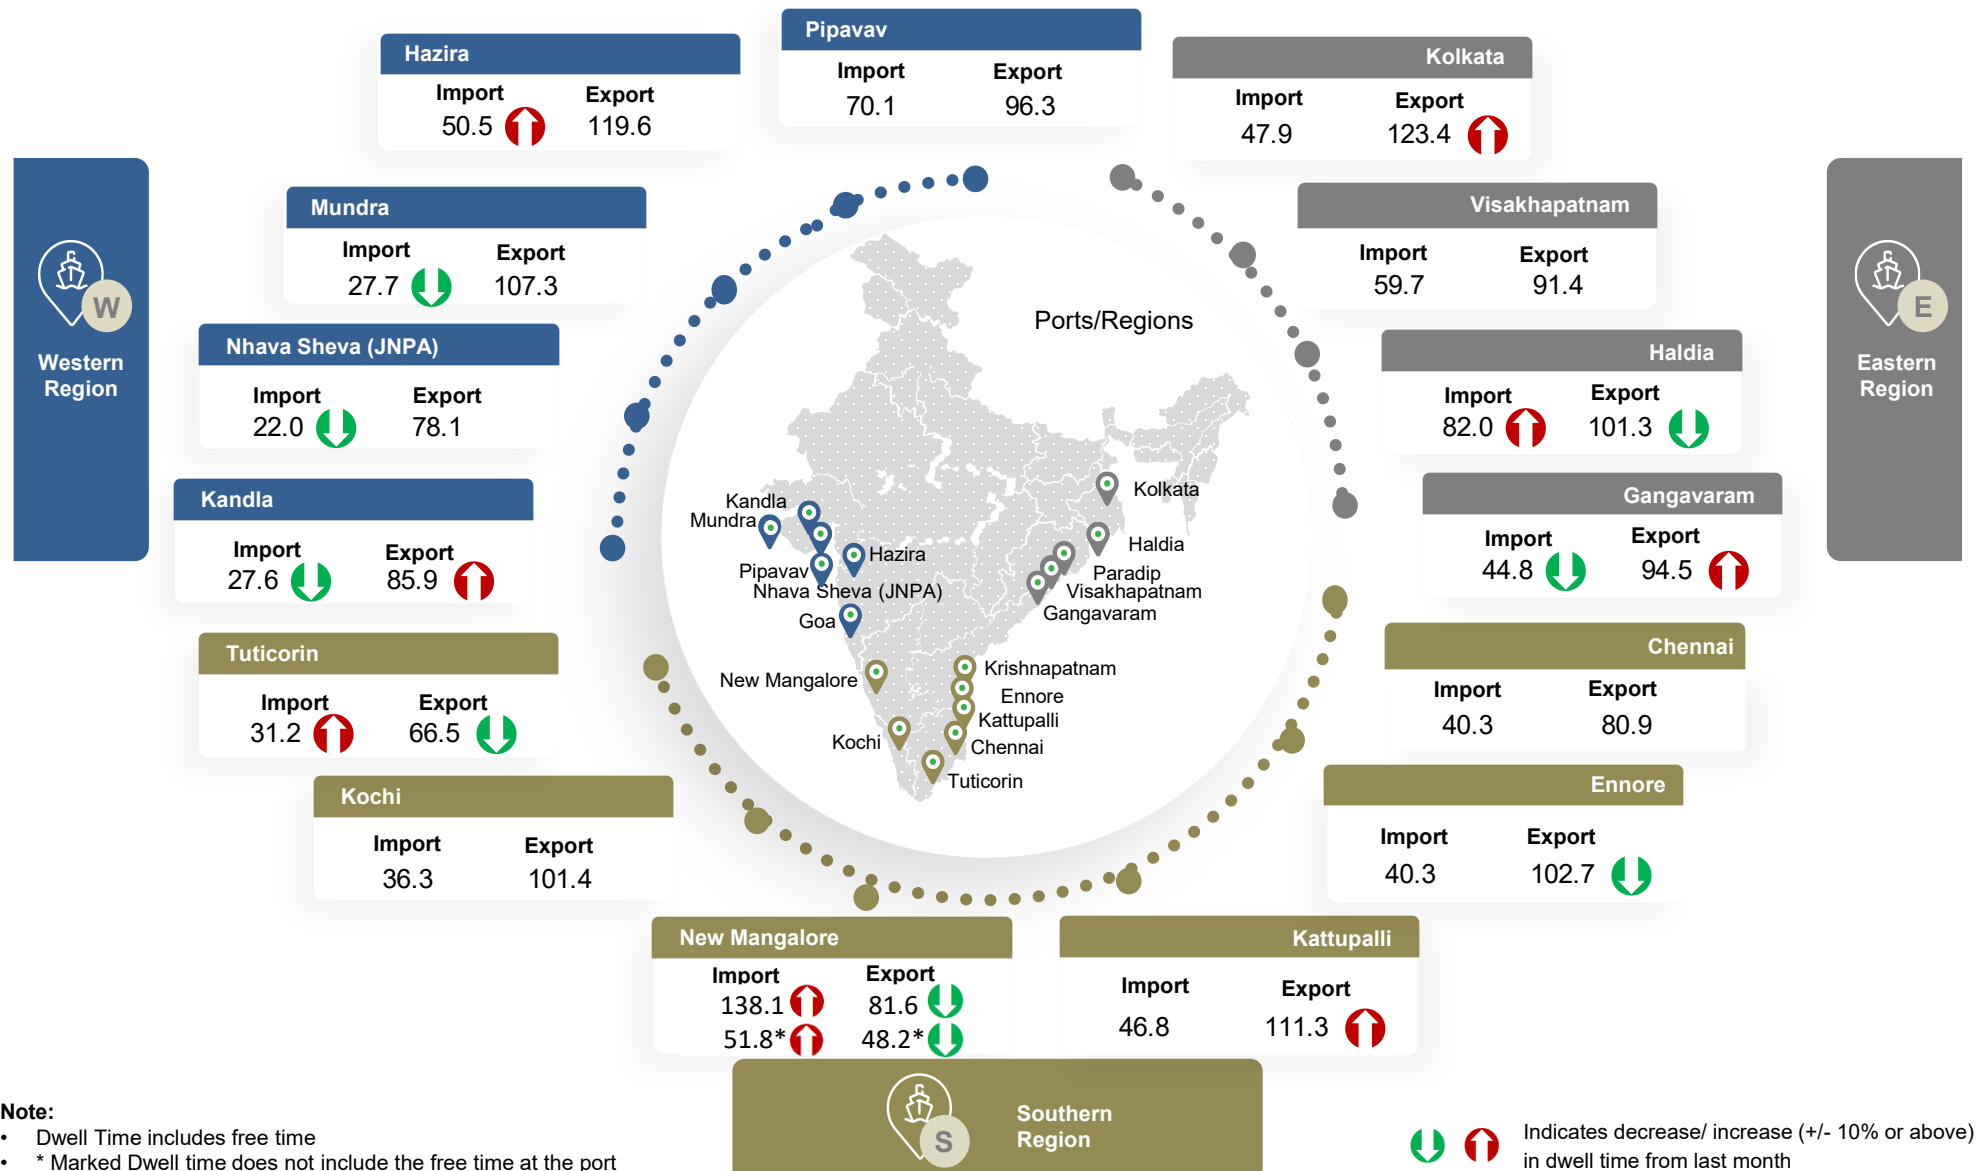 Pipavav
Import Export
70.1 96.3
Hazira
Import Export
50.5 119.6
Kolkata
Import Export
47.9 123.4
Mundra
Import Export
27.7 107.3
Visakhapatnam
Import Export
59.7 91.4
W
Western
Region
E
Eastern
Region
Nhava Sheva (JNPA)
Import Export
22.0 78.1
Haldia
Import Export
82.0 101.3
Kandla
Import Export
27.6 85.9
Gangavaram
Import Export
44.8 94.5
Tuticorin
Import Export
31.2 66.5
Chennai
Import Export
40.3 80.9
Kochi
Import Export
36.3 101.4
Ennore
Import Export
40.3 102.7
New Mangalore
Import Export
138.1 81.6
51.8* 48.2*
Kattupalli
Import Export
46.8 111.3
Ports/Regions
Kandla
Mundra
Kolkata
Hazira
Haldia
Pipavav
Paradip
Nhava Sheva (JNPA)
Visakhapatnam
Goa
Gangavaram
New Mangalore
Krishnapatnam
Ennore
Kattupalli
Kochi
Chennai
Tuticorin
S
Southern
Region
Note:
• Dwell Time includes free time
• * Marked Dwell time does not include the free time at the port
Indicates decrease/ increase (+/- 10% or above)
in dwell time from last month